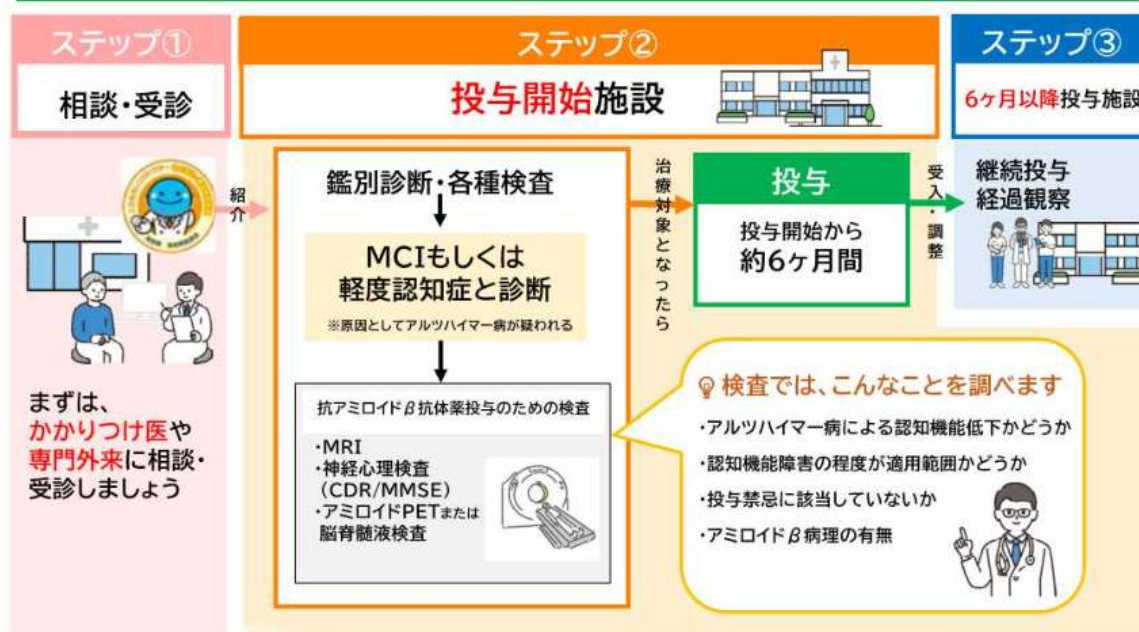 ステップ①
相談・受診
紹介
まずは、
かかりつけ医や
専門外来に相談・
受診しましょう
ステップ②
投与開始施設
鑑別診断・各種検査
MCIもしくは
軽度認知症と診断
※原因としてアルツハイマー病が疑われる
抗アミロイドβ抗体薬投与のための検査
・MRI
・神経心理検査
(CDR/MMSE)
・アミロイドPETまたは
脳脊髄液検査
治療対象となったら
投与
投与開始から
約6ヶ月間
受入・調整
検査では、こんなことを調べます
・アルツハイマー病による認知機能低下かどうか
・認知機能障害の程度が適用範囲かどうか
・投与禁忌に該当していないか
・アミロイドβ病理の有無
ステップ③
6ヶ月以降投与施設
継続投与
経過観察